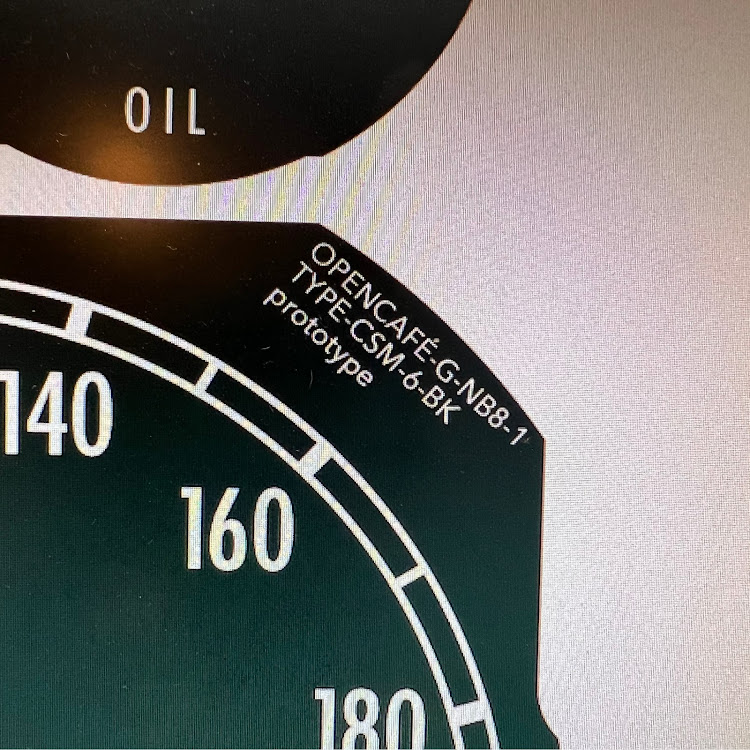 OIL
OPENCAFÉ-G-NB8-1
TYPE-CSM-6-BK
prototype
140
160
180